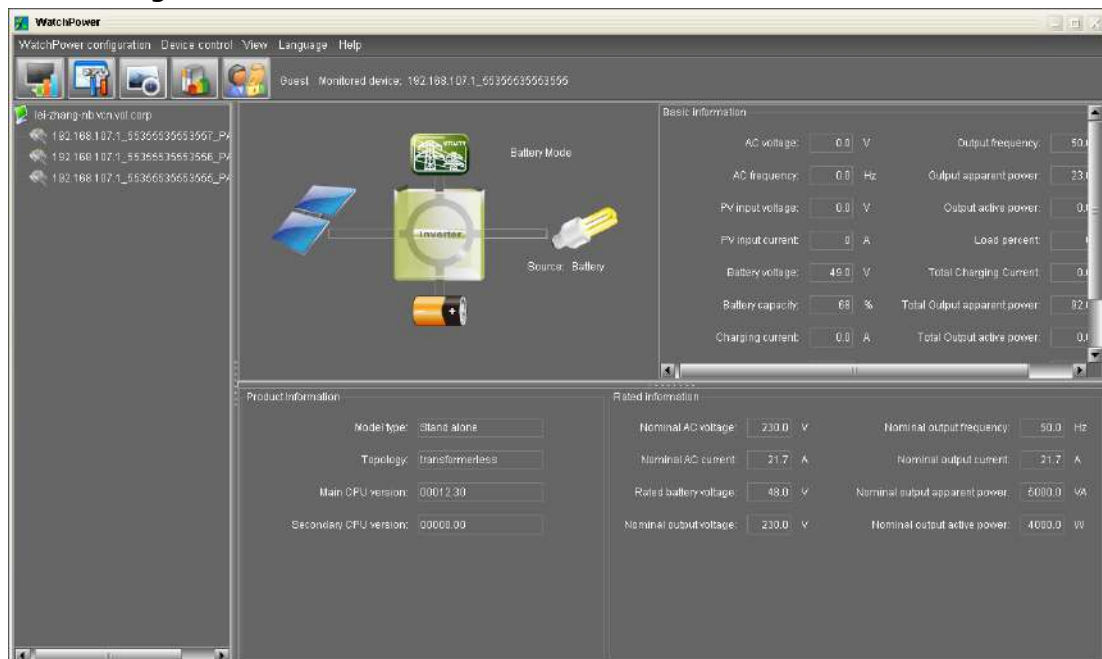 WatchPower
WatchPower configuration Device control View Language Help
Guest Monitored device: 192.168.107.1_55355535553555
lei-zhang-nb.vcn.vol.corp
192.168.107.1_55355535553557_PA
192.168.107.1_55355535553556_PA
192.168.107.1_55355535553555_PA
UTILITY
Battery Mode
Inverter
Source: Battery
Basic information
AC voltage: 0.0 V Output frequency: 50.
AC frequency: 0.0 Hz Output apparent power: 23.
PV input voltage: 0.0 V Output active power: 0.
PV input current: 0 A Load percent:
Battery voltage: 49.0 V Total Charging Current: 0.
Battery capacity: 68 % Total Output apparent power: 92.
Charging current: 0.0 A Total Output active power: 0.
Product information
Model type: Stand alone
Topology: transformerless
Main CPU version: 00012.30
Secondary CPU version: 00000.00
Rated information
Nominal AC voltage: 230.0 V Nominal output frequency: 50.0 Hz
Nominal AC current: 21.7 A Nominal output current: 21.7 A
Rated battery voltage: 48.0 V Nominal output apparent power: 5000.0 VA
Nominal output voltage: 230.0 V Nominal output active power: 4000.0 W